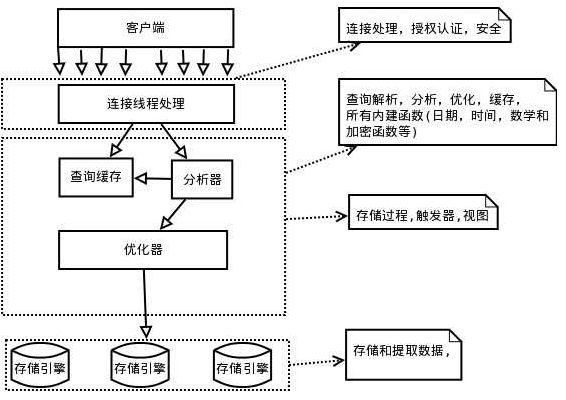 客户端
连接处理，授权认证，安全
连接线程处理
查询解析，分析，优化，缓存，
所有内建函数(日期，时间，数学和
加密函数等)
查询缓存
分析器
存储过程,触发器,视图
优化器
存储和提取数据,
存储引擎
存储引擎
存储引擎